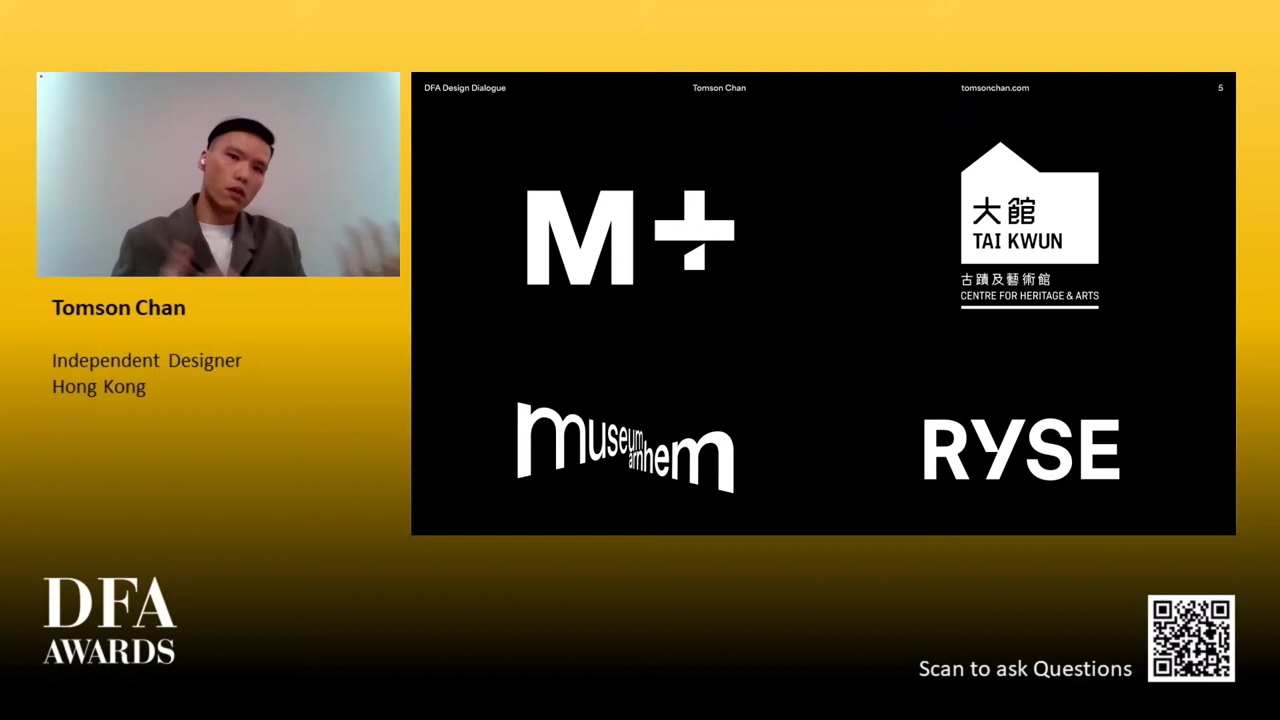 DFA Design Dialogue
Tomson Chan
tomsonchan.com
5
M+
大館
TAI KWUN
古蹟及藝術館
CENTRE FOR HERITAGE & ARTS
museum
arnhem
RYSE
Tomson Chan
Independent Designer
Hong Kong
DFA
AWARDS
Scan to ask Questions